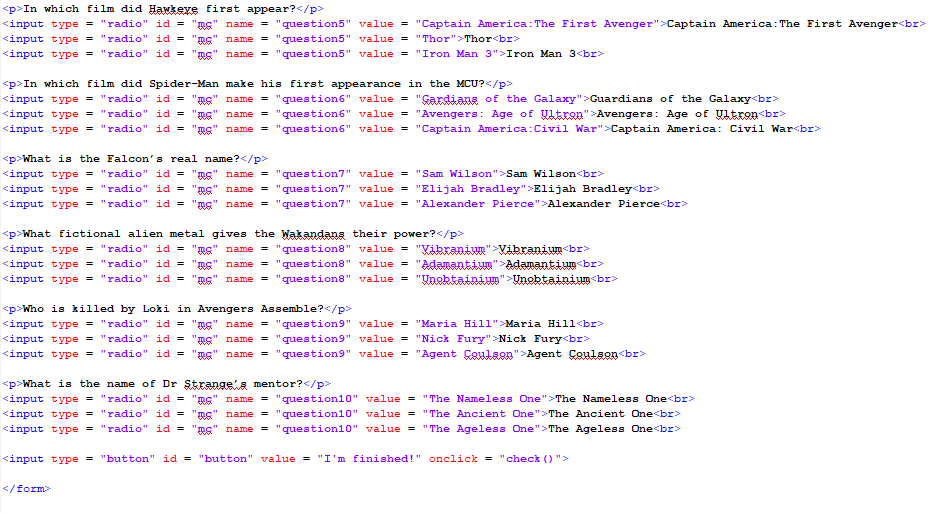 <p>In which film did Hawkeye first appear?</p>
<input type = "radio" id = "mc" name = "question5" value = "Captain America:The First Avenger">Captain America:The First Avenger<br>
<input type = "radio" id = "mc" name = "question5" value = "Thor">Thor<br>
<input type = "radio" id = "mc" name = "question5" value = "Iron Man 3">Iron Man 3<br>
<p>In which film did Spider-Man make his first appearance in the MCU?</p>
<input type = "radio" id = "mc" name = "question6" value = "Gardians of the Galaxy">Guardians of the Galaxy<br>
<input type = "radio" id = "mc" name = "question6" value = "Avengers: Age of Ultron">Avengers: Age of Ultron<br>
<input type = "radio" id = "mc" name = "question6" value = "Captain America:Civil War">Captain America: Civil War<br>
<p>What is the Falcon's real name?</p>
<input type = "radio" id = "mc" name = "question7" value = "Sam Wilson">Sam Wilson<br>
<input type = "radio" id = "mc" name = "question7" value = "Elijah Bradley">Elijah Bradley<br>
<input type = "radio" id = "mc" name = "question7" value = "Alexander Pierce">Alexander Pierce<br>
<p>What fictional alien metal gives the Wakandans their power?</p>
<input type = "radio" id = "mc" name = "question8" value = "Vibranium">Vibranium<br>
<input type = "radio" id = "mc" name = "question8" value = "Adamantium">Adamantium<br>
<input type = "radio" id = "mc" name = "question8" value = "Unobtainium">Unobtainium<br>
<p>Who is killed by Loki in Avengers Assemble?</p>
<input type = "radio" id = "mc" name = "question9" value = "Maria Hill">Maria Hill<br>
<input type = "radio" id = "mc" name = "question9" value = "Nick Fury">Nick Fury<br>
<input type = "radio" id = "mc" name = "question9" value = "Agent Coulson">Agent Coulson<br>
<p>What is the name of Dr Strange's mentor?</p>
<input type = "radio" id = "mc" name = "question10" value = "The Nameless One">The Nameless One<br>
<input type = "radio" id = "mc" name = "question10" value = "The Ancient One">The Ancient One<br>
<input type = "radio" id = "mc" name = "question10" value = "The Ageless One">The Ageless One<br>
<input type = "button" id = "button" value = "I'm finished!" onclick = "check()">
</form>